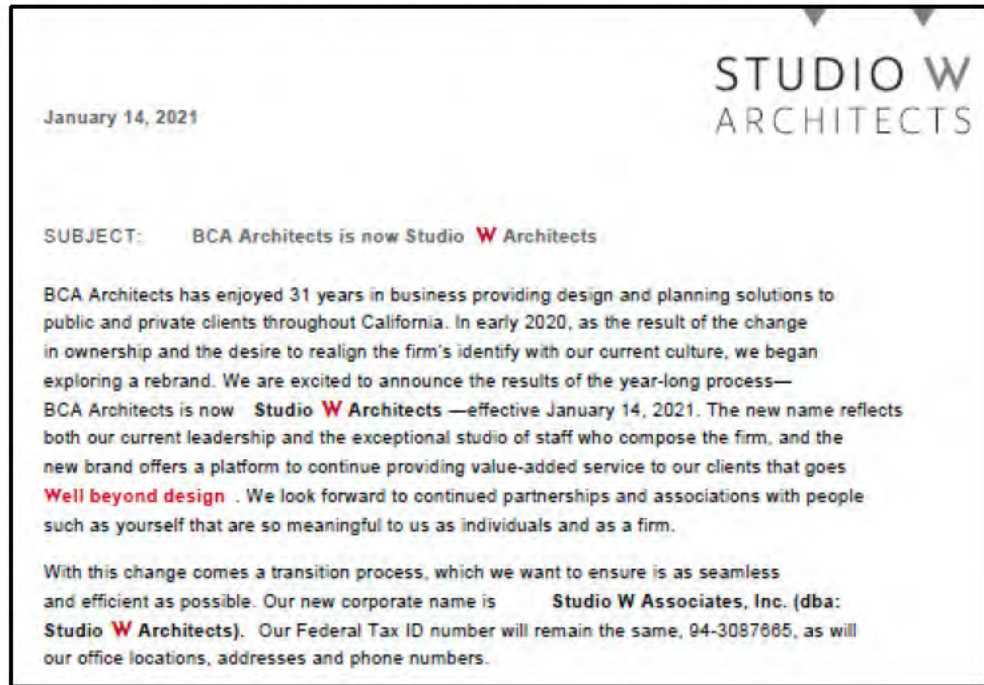 STUDIO W
ARCHITECTS
January 14, 2021
SUBJECT: BCA Architects is now Studio W Architects
BCA Architects has enjoyed 31 years in business providing design and planning solutions to
public and private clients throughout California. In early 2020, as the result of the change
in ownership and the desire to realign the firm's identify with our current culture, we began
exploring a rebrand. We are excited to announce the results of the year-long process—
BCA Architects is now Studio W Architects —effective January 14, 2021. The new name reflects
both our current leadership and the exceptional studio of staff who compose the firm, and the
new brand offers a platform to continue providing value-added service to our clients that goes
Well beyond design . We look forward to continued partnerships and associations with people
such as yourself that are so meaningful to us as individuals and as a firm.
With this change comes a transition process, which we want to ensure is as seamless
and efficient as possible. Our new corporate name is Studio W Associates, Inc. (dba:
Studio W Architects). Our Federal Tax ID number will remain the same, 94-3087665, as will
our office locations, addresses and phone numbers.